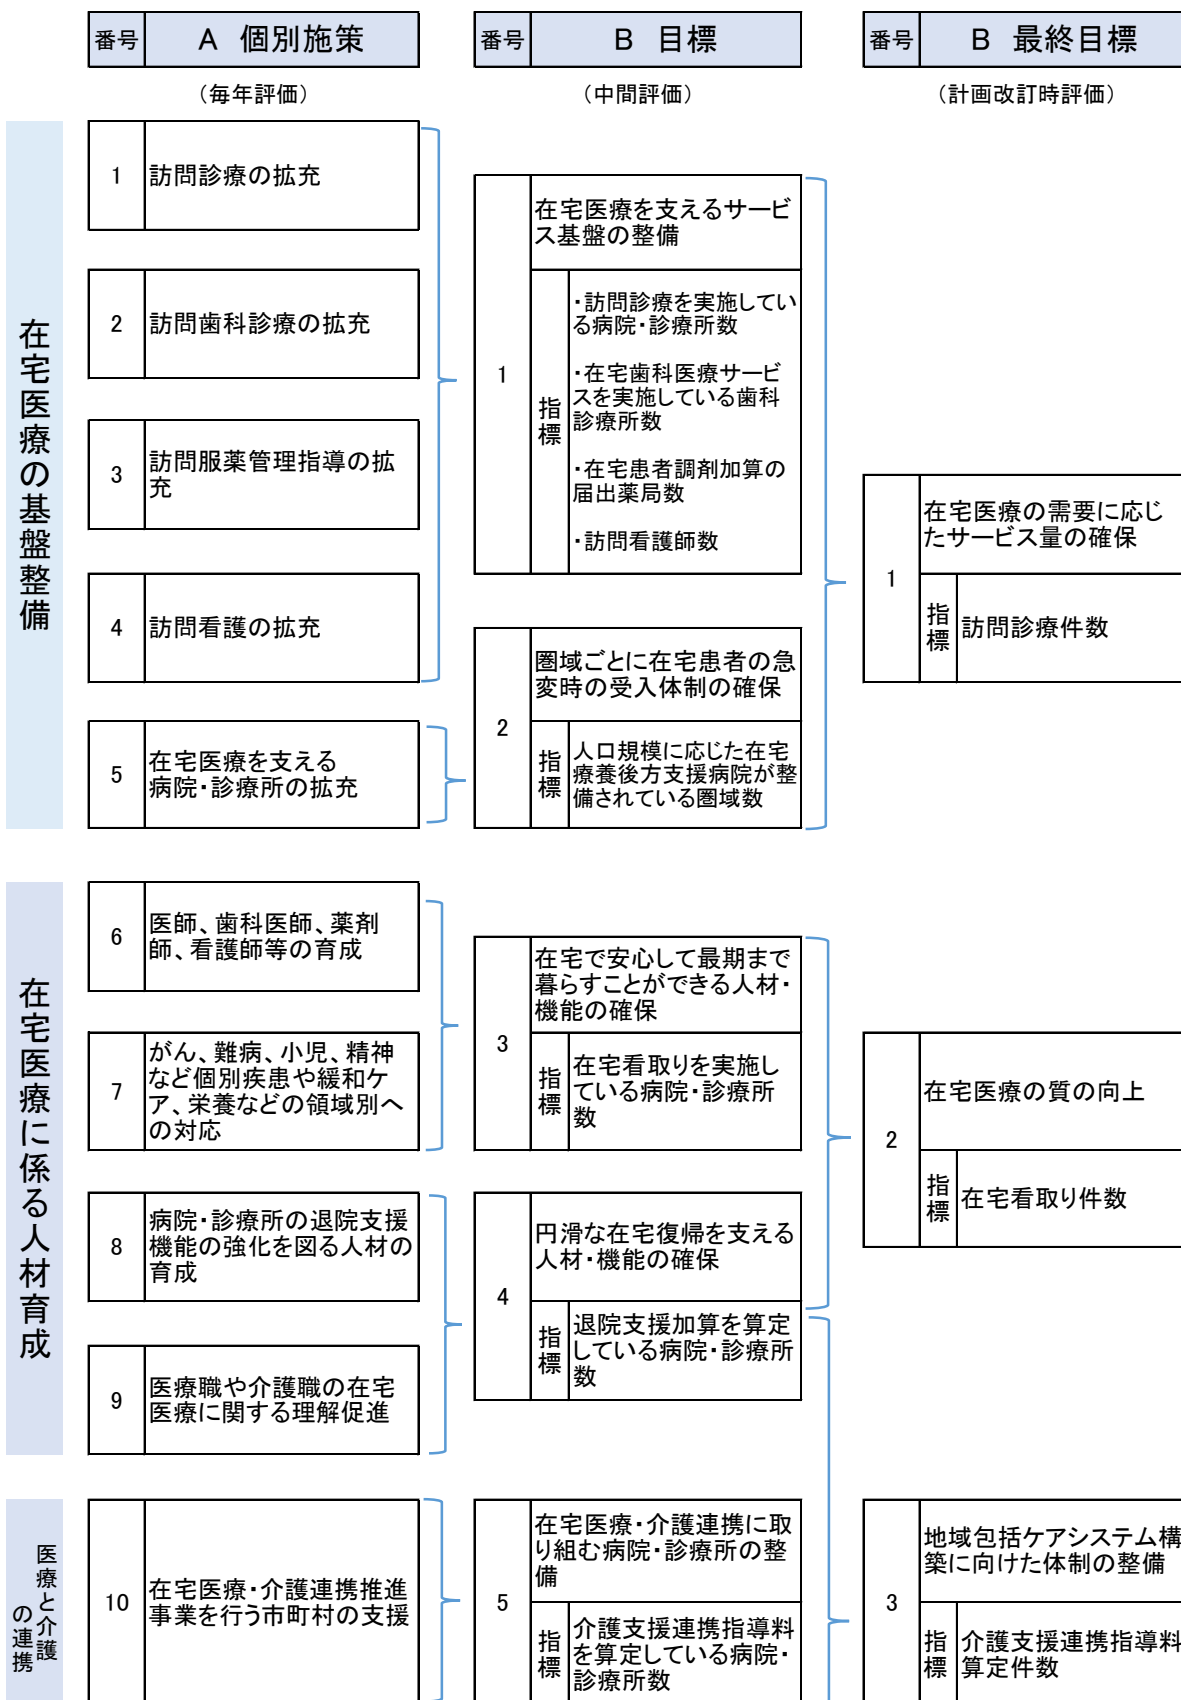 番号
A 個別施策
番号
B 目標
番号
B 最終目標
（毎年評価）
（中間評価）
（計画改訂時評価）
在宅医療の基盤整備
1
訪問診療の拡充
2
訪問歯科診療の拡充
3
訪問服薬管理指導の拡
充
4
訪問看護の拡充
5
在宅医療を支える
病院・診療所の拡充
1
在宅医療を支えるサービ
ス基盤の整備
指標
・訪問診療を実施してい
る病院・診療所数
・在宅歯科医療サービ
スを実施している歯科
診療所数
・在宅患者調剤加算の
届出薬局数
・訪問看護師数
2
圏域ごとに在宅患者の急
変時の受入体制の確保
指標
人口規模に応じた在宅
療養後方支援病院が整
備されている圏域数
1
在宅医療の需要に応じ
たサービス量の確保
指標
訪問診療件数
在宅医療に係る人材育成
6
医師、歯科医師、薬剤
師、看護師等の育成
7
がん、難病、小児、精神
など個別疾患や緩和ケ
ア、栄養などの領域別へ
の対応
8
病院・診療所の退院支援
機能の強化を図る人材の
育成
9
医療職や介護職の在宅
医療に関する理解促進
3
在宅で安心して最期まで
暮らすことができる人材・
機能の確保
指標
在宅看取りを実施し
ている病院・診療所
数
4
円滑な在宅復帰を支える
人材・機能の確保
指標
退院支援加算を算定
している病院・診療所
数
2
在宅医療の質の向上
指標
在宅看取り件数
医療と介護
の連携
10
在宅医療・介護連携推進
事業を行う市町村の支援
5
在宅医療・介護連携に取
り組む病院・診療所の整
備
指標
介護支援連携指導料
を算定している病院・
診療所数
3
地域包括ケアシステム構
築に向けた体制の整備
指標
介護支援連携指導料
算定件数